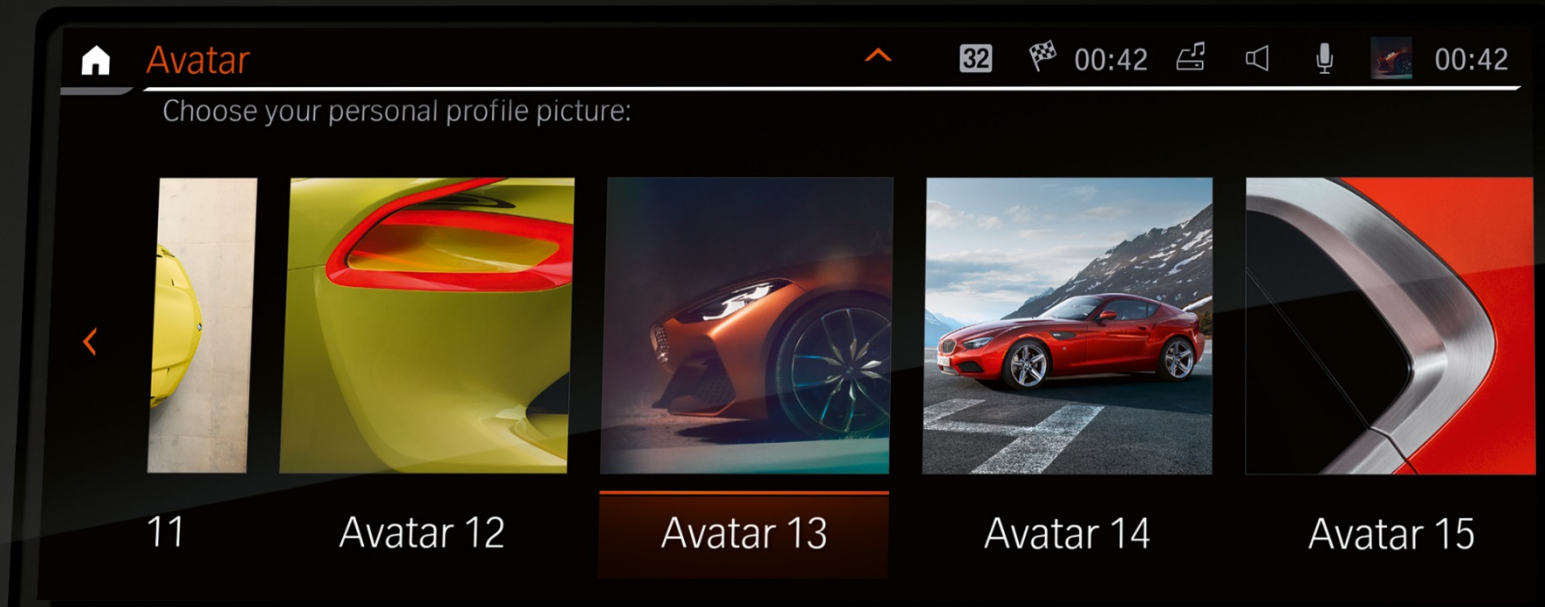 Avatar
32 00:42 00:42
Choose your personal profile picture:
11 Avatar 12 Avatar 13 Avatar 14 Avatar 15